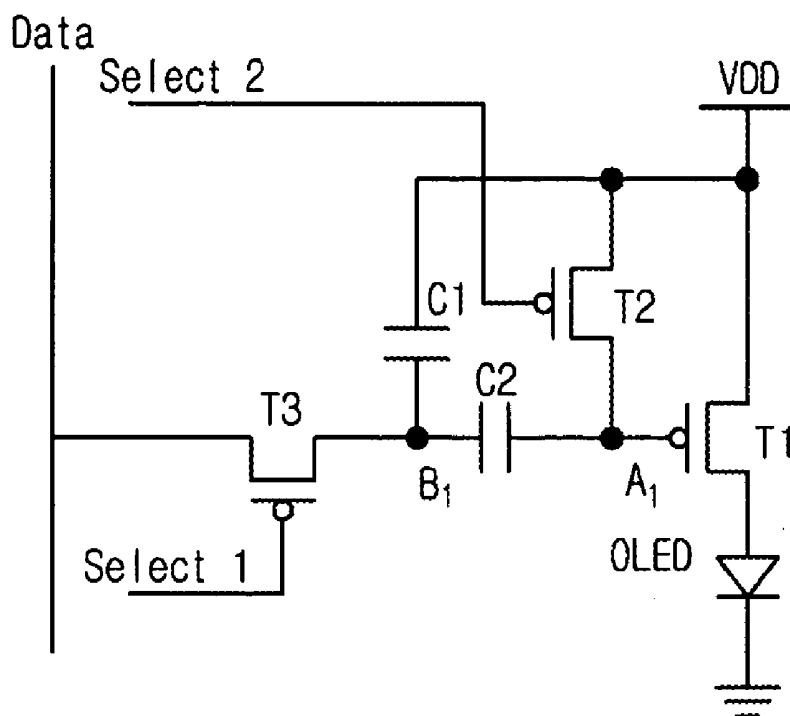 Data
Select 2
VDD
C1
T2
C2
T3
T1
B₁
A₁
OLED
Select 1